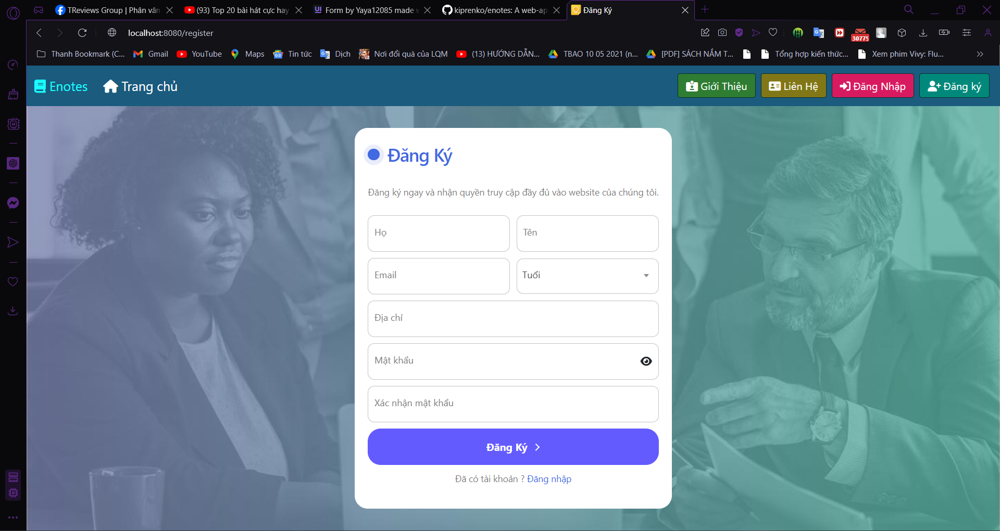 TReviews Group | Phân vân
(93) Top 20 bài hát cực hay
UI Form by Yaya12085 made
kiprenko/enotes: A web-ap
Đăng Ký
localhost:8080/register
30775
Thanh Bookmark (C...
Gmail
YouTube
Maps
Tin tức
Dịch
Nơi đổi quà của LQM
(13) HƯỚNG DẪN...
TBAO 10 05 2021 (n...
[PDF] SÁCH NẮM T...
Tổng hợp kiến thức...
Xem phim Vivy: Flu...
Enotes
Trang chủ
Giới Thiệu
Liên Hệ
Đăng Nhập
Đăng ký
Đăng Ký
Đăng ký ngay và nhận quyền truy cập đầy đủ vào website của chúng tôi.
Họ
Tên
Email
Tuổi
Địa chỉ
Mật khẩu
Xác nhận mật khẩu
Đăng Ký
Đã có tài khoản ? Đăng nhập